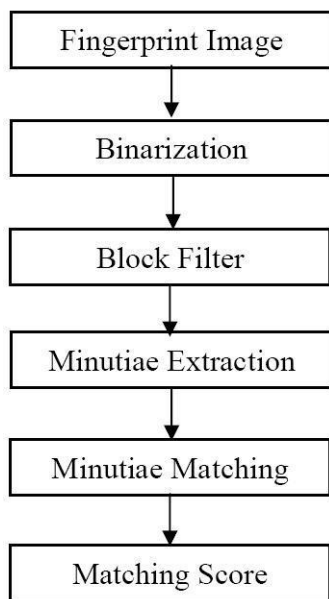 Fingerprint Image
Binarization
Block Filter
Minutiae Extraction
Minutiae Matching
Matching Score